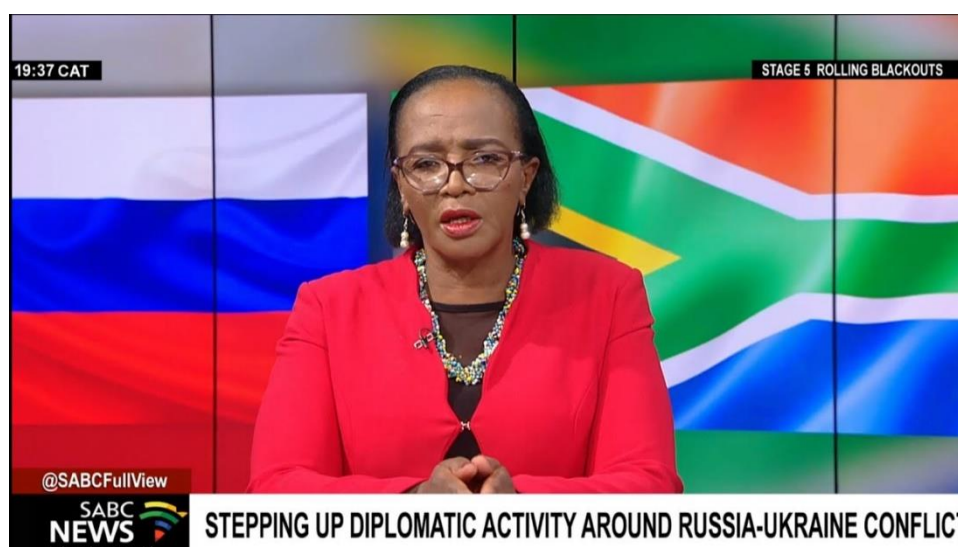 19:37 CAT
STAGE 5 ROLLING BLACKOUTS
@SABCFullView
SABC
NEWS
STEPPING UP DIPLOMATIC ACTIVITY AROUND RUSSIA-UKRAINE CONFLICT